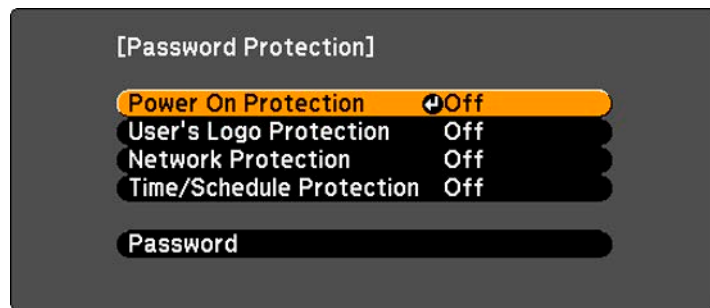 [Password Protection]
Power On Protection Off
User's Logo Protection Off
Network Protection Off
Time/Schedule Protection Off
Password